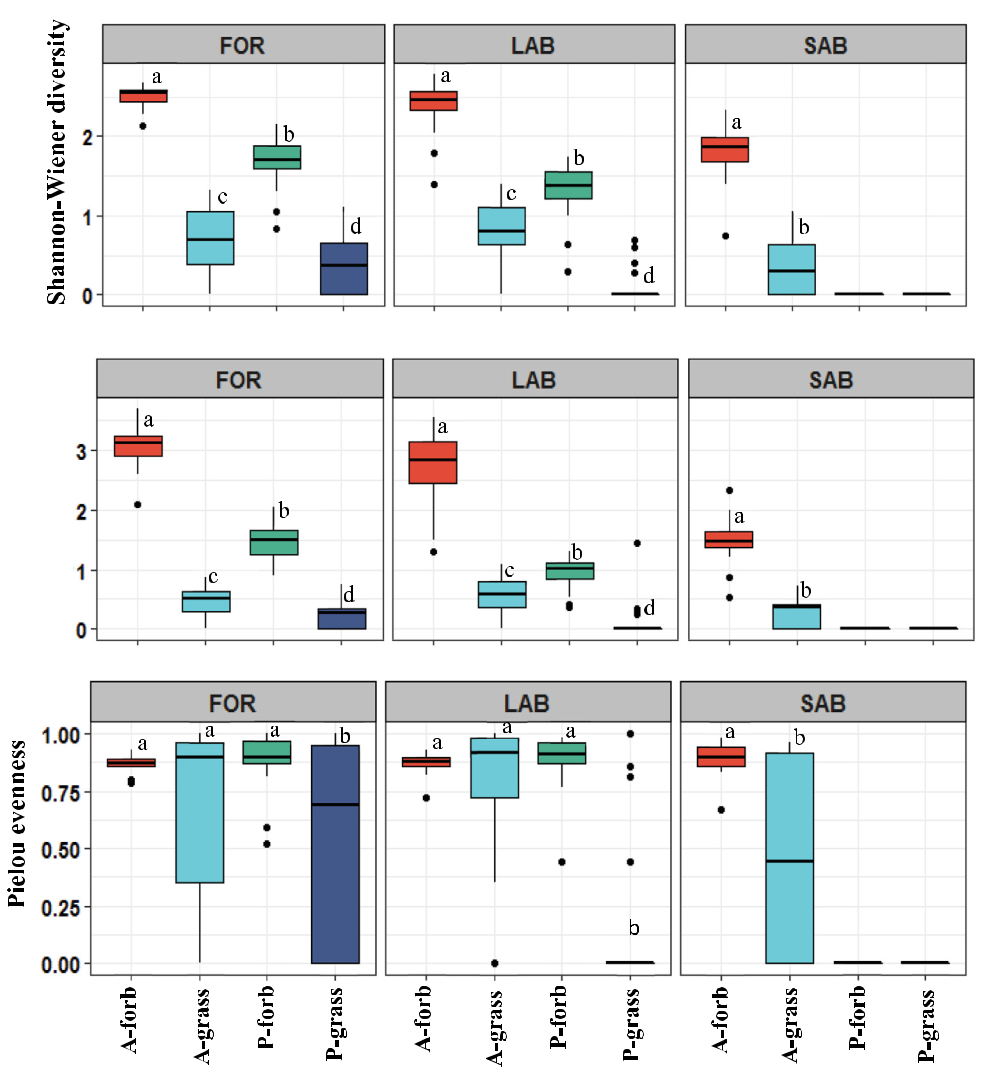 Shannon-Wiener diversity
FOR LAB SAB
2
1
0
a c b d
a c b d
a b
FOR LAB SAB
3
2
1
0
a c b d
a c b d
a b
Pielou evenness
FOR LAB SAB
1.00
0.75
0.50
0.25
0.00
a a a b
a a a b
a b
A-forb A-grass P-forb P-grass A-forb A-grass P-forb P-grass A-forb A-grass P-forb P-grass